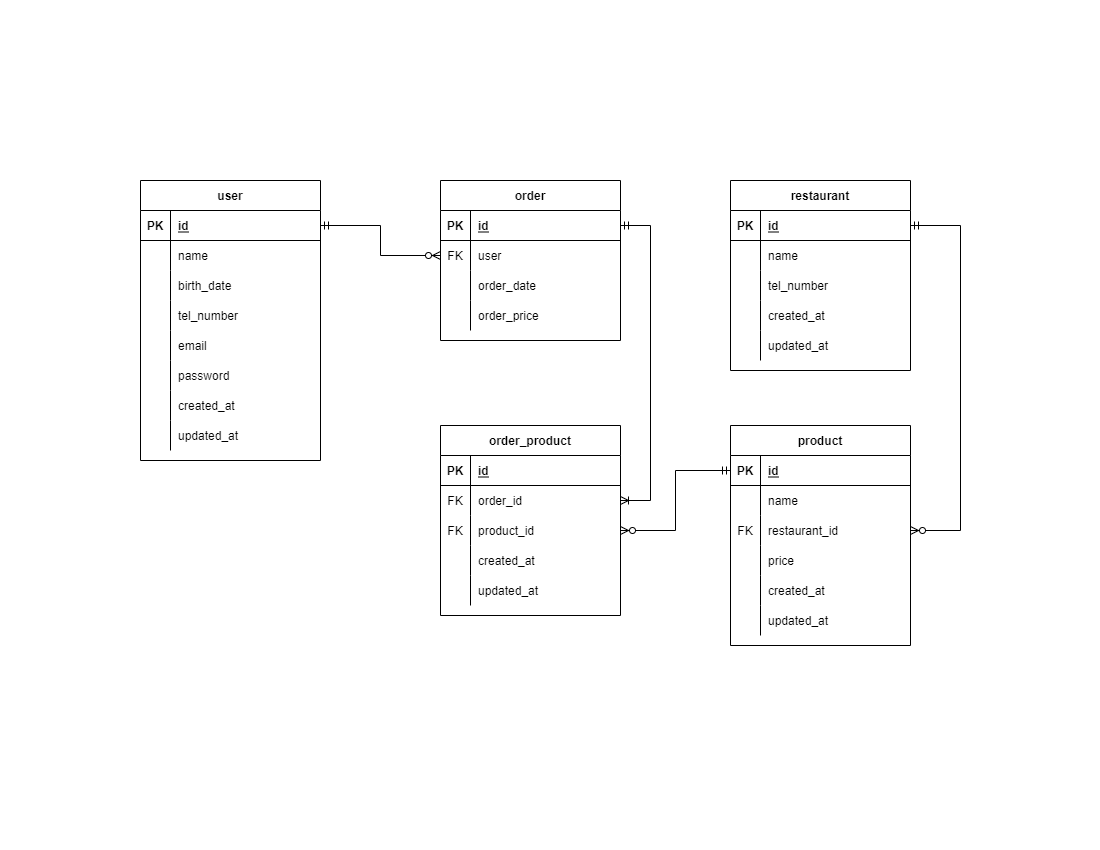 user
PK id
name
birth_date
tel_number
email
password
created_at
updated_at
order
PK id
FK user
order_date
order_price
restaurant
PK id
name
tel_number
created_at
updated_at
order_product
PK id
FK order_id
FK product_id
created_at
updated_at
product
PK id
name
FK restaurant_id
price
created_at
updated_at